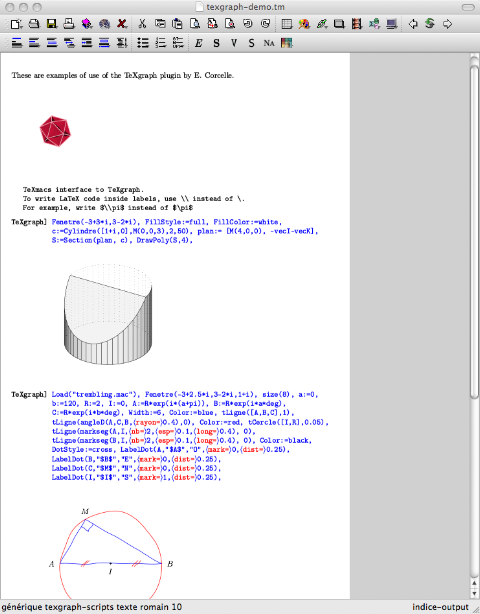 texgraph-demo.tm
E S V S NA
These are examples of use of the TeXgraph plugin by E. Corcelle.
TeXmacs interface to TeXgraph.
To write LaTeX code inside labels, use \\ instead of \.
For example, write $\\pi$ instead of $\pi$
TeXgraph] Fenetre(-3+3*i,3-2*i), FillStyle:=full, FillColor:=white,
c:=Cylindre([1+i,0],M(0,0,3),2,50), plan:= [M(4,0,0), -vecI-vecK],
S:=Section(plan, c), DrawPoly(S,4),
TeXgraph] Load("trembling.mac"), Fenetre(-3+2.5*i,3-2*i,1+i), size(8), a:=0,
b:=120, R:=2, I:=0, A:=R*exp(i*(a+pi)), B:=R*exp(i*a*deg),
C:=R*exp(i*b*deg), Width:=6, Color:=blue, tLigne([A,B,C],1),
tLigne(angleD(A,C,B,⟨rayon=⟩0.4),0), Color:=red, tCercle([I,R],0.05),
tLigne(markseg(A,I,⟨nb=⟩2,⟨esp=⟩0.1,⟨long=⟩0.4), 0),
tLigne(markseg(B,I,⟨nb=⟩2,⟨esp=⟩0.1,⟨long=⟩0.4), 0), Color:=black,
DotStyle:=cross, LabelDot(A,"$A$","O",⟨mark=⟩0,⟨dist=⟩0.25),
LabelDot(B,"$B$","E",⟨mark=⟩0,⟨dist=⟩0.25),
LabelDot(C,"$M$","N",⟨mark=⟩0,⟨dist=⟩0.25),
LabelDot(I,"$I$","S",⟨mark=⟩1,⟨dist=⟩0.25),
M
A B
I
générique texgraph-scripts texte romain 10 indice-output